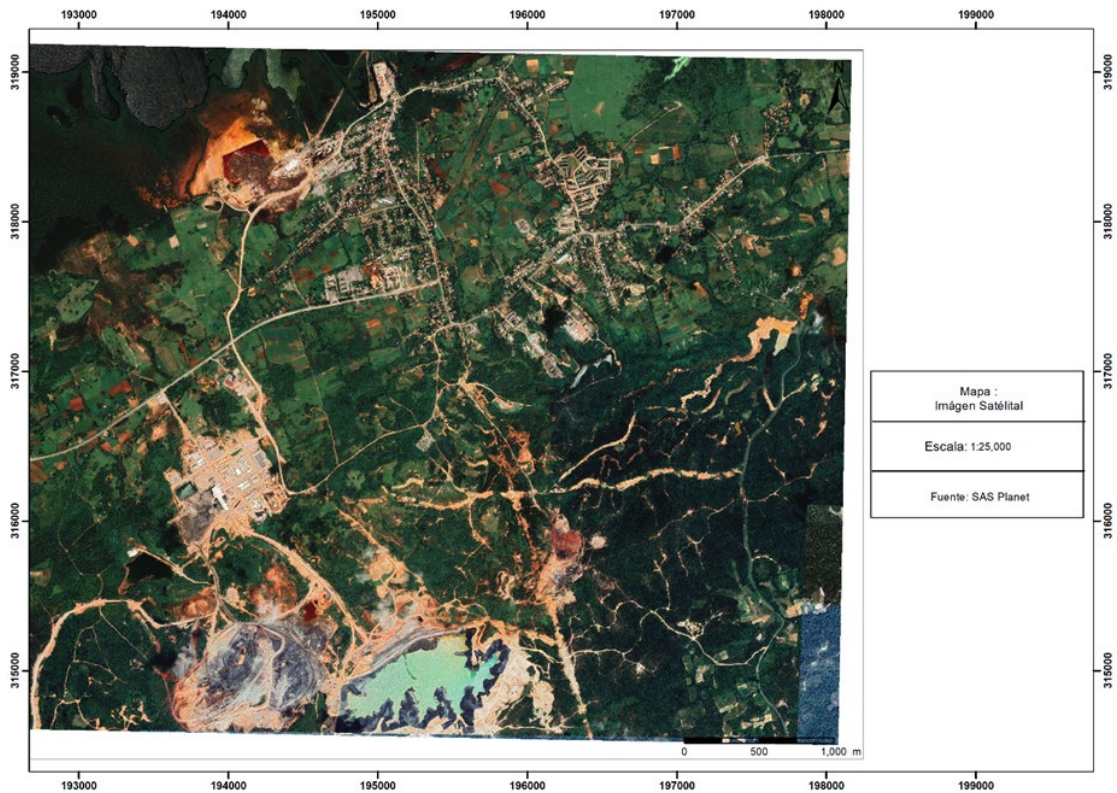 193000 194000 195000 196000 197000 198000 199000
319000 319000
318000 318000
317000 317000
Mapa :
Imágen Satélital
Escala: 1:25,000
Fuente: SAS Planet
316000 316000
315000 315000
0 500 1,000 m
193000 194000 195000 196000 197000 198000 199000